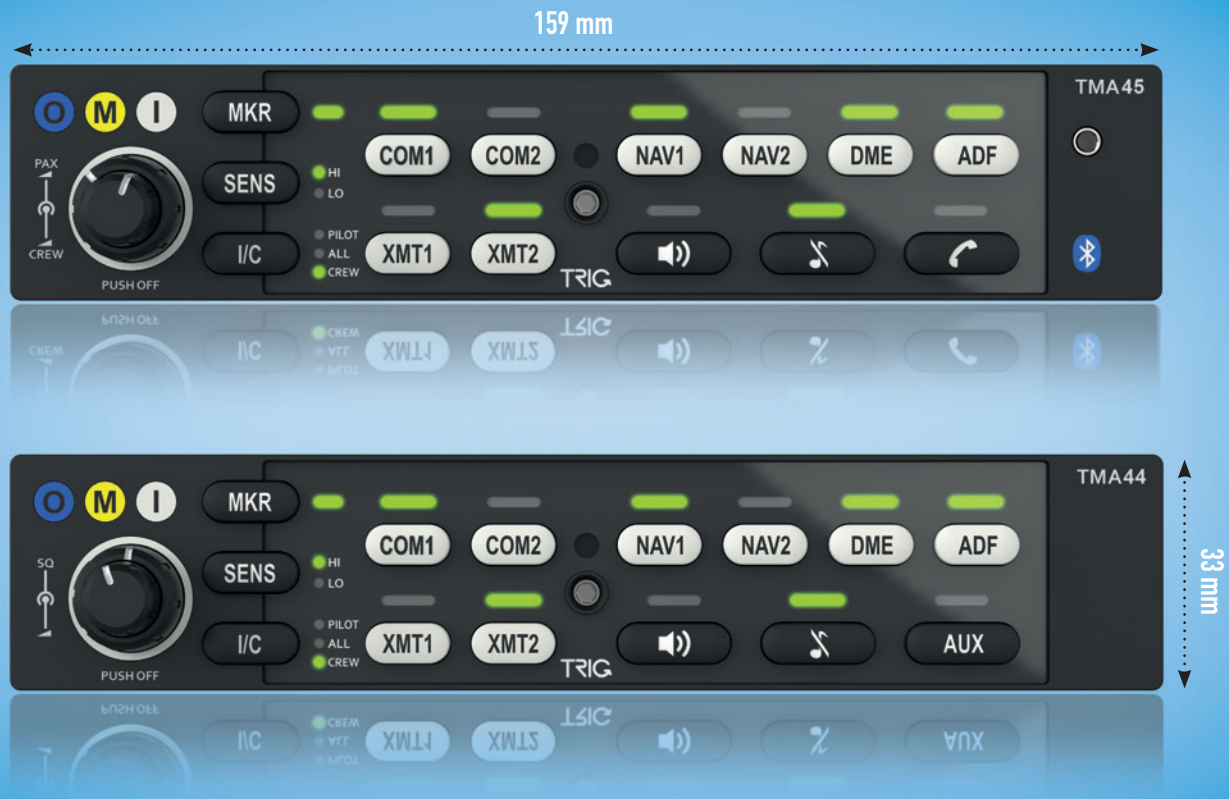 159 mm
TMA45
O M I MKR
COM1 COM2 NAV1 NAV2 DME ADF
PAX
SENS HI
LO
CREW
I/C PILOT
ALL
CREW
XMT1 XMT2
PUSH OFF
TRIG
TMA44
O M I MKR
COM1 COM2 NAV1 NAV2 DME ADF
SQ
SENS HI
LO
33 mm
I/C PILOT
ALL
CREW
XMT1 XMT2 AUX
PUSH OFF
TRIG